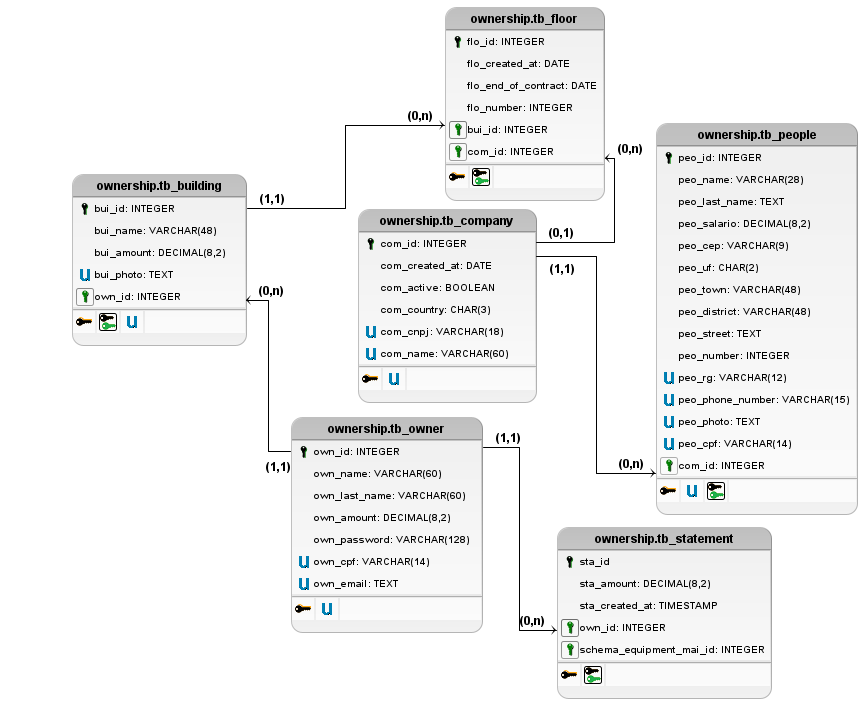 ownership.tb_floor
flo_id: INTEGER
flo_created_at: DATE
flo_end_of_contract: DATE
flo_number: INTEGER
bui_id: INTEGER
com_id: INTEGER
(0,n)
(0,n)
ownership.tb_people
peo_id: INTEGER
peo_name: VARCHAR(28)
peo_last_name: TEXT
peo_salario: DECIMAL(8,2)
peo_cep: VARCHAR(9)
peo_uf: CHAR(2)
peo_town: VARCHAR(48)
peo_district: VARCHAR(48)
peo_street: TEXT
peo_number: INTEGER
u peo_rg: VARCHAR(12)
u peo_phone_number: VARCHAR(15)
u peo_photo: TEXT
u peo_cpf: VARCHAR(14)
com_id: INTEGER
u
ownership.tb_building
bui_id: INTEGER
bui_name: VARCHAR(48)
bui_amount: DECIMAL(8,2)
u bui_photo: TEXT
own_id: INTEGER
u
(1,1)
(0,n)
ownership.tb_company
com_id: INTEGER
com_created_at: DATE
com_active: BOOLEAN
com_country: CHAR(3)
u com_cnpj: VARCHAR(18)
u com_name: VARCHAR(60)
u
(0,1)
(1,1)
(0,n)
ownership.tb_owner
own_id: INTEGER
own_name: VARCHAR(60)
own_last_name: VARCHAR(60)
own_amount: DECIMAL(8,2)
own_password: VARCHAR(128)
u own_cpf: VARCHAR(14)
u own_email: TEXT
u
(1,1)
(1,1)
(0,n)
ownership.tb_statement
sta_id
sta_amount: DECIMAL(8,2)
sta_created_at: TIMESTAMP
own_id: INTEGER
schema_equipment_mai_id: INTEGER